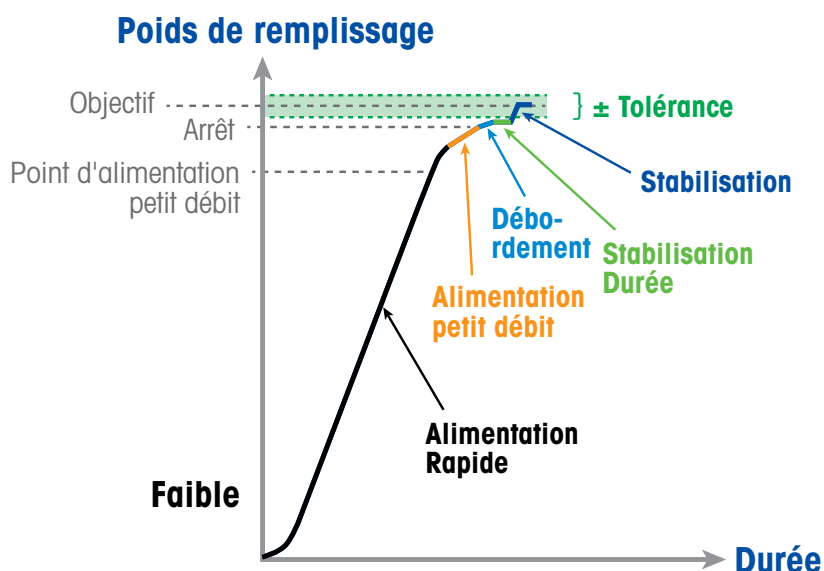 Poids de remplissage
Objectif
± Tolérance
Arrêt
Point d'alimentation
petit débit
Stabilisation
Débo-
rdement
Stabilisation
Durée
Alimentation
petit débit
Alimentation
Rapide
Faible
Durée